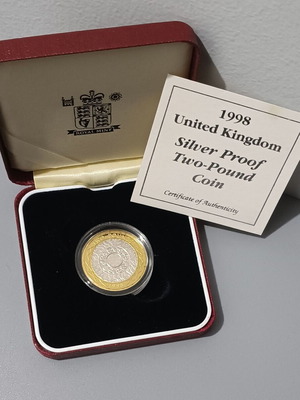 ROYAL MINT
1998
United Kingdom
Silver Proof
Two-Pound
Coin
Certificate of Authenticity